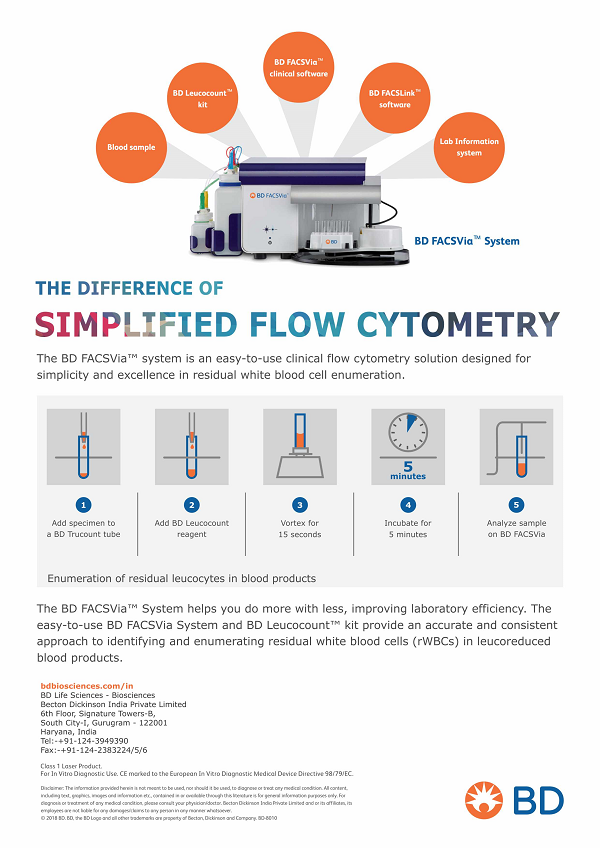 BD FACSVia™
clinical software
BD Leucocount™
kit
BD FACSLink™
software
Blood sample
Lab Information
system
BD FACSVia™
BD
BD FACSVia™ System
THE DIFFERENCE OF
SIMPLIFIED FLOW CYTOMETRY
The BD FACSVia™ system is an easy-to-use clinical flow cytometry solution designed for
simplicity and excellence in residual white blood cell enumeration.
5
minutes
1
Add specimen to
a BD Trucount tube
2
Add BD Leucocount
reagent
3
Vortex for
15 seconds
4
Incubate for
5 minutes
5
Analyze sample
on BD FACSVia
Enumeration of residual leucocytes in blood products
The BD FACSVia™ System helps you do more with less, improving laboratory efficiency. The
easy-to-use BD FACSVia System and BD Leucocount™ kit provide an accurate and consistent
approach to identifying and enumerating residual white blood cells (rWBCs) in leucoreduced
blood products.
bdbiosciences.com/in
BD Life Sciences - Biosciences
Becton Dickinson India Private Limited
6th Floor, Signature Towers-B,
South City-I, Gurugram - 122001
Haryana, India
Tel:-+91-124-3949390
Fax:-+91-124-2383224/5/6
Class 1 Laser Product.
For In Vitro Diagnostic Use. CE marked to the European In Vitro Diagnostic Medical Device Directive 98/79/EC.
Disclaimer: The information provided herein is not meant to be used, nor should it be used, to diagnose or treat any medical condition. All content,
including text, graphics, images and information etc., contained in or available through this literature is for general information purposes only. For
diagnosis or treatment of any medical condition, please consult your physician/doctor. Becton Dickinson India Private Limited and or its affiliates, its
employees are not liable for any damages/claims to any person in any manner whatsoever.
© 2018 BD. BD, the BD Logo and all other trademarks are property of Becton, Dickinson and Company. BD-8010
BD